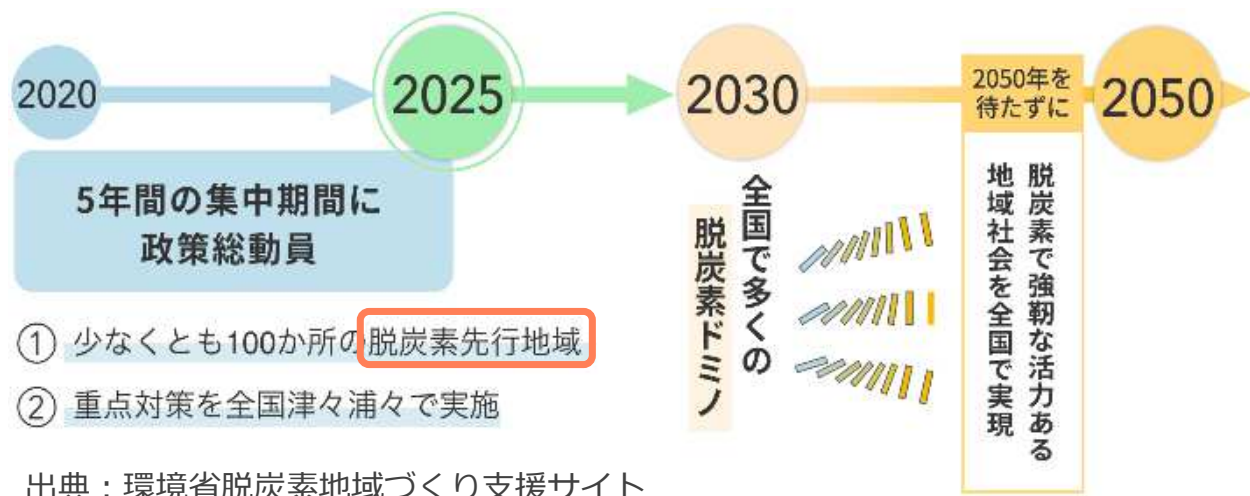 2020
2025
2030
2050年を
待たずに
2050
5年間の集中期間に
政策総動員
① 少なくとも100か所の脱炭素先行地域
② 重点対策を全国津々浦々で実施
全国で多くの
脱炭素ドミノ
脱炭素で強靭な活力ある
地域社会を全国で実現
出典：環境省脱炭素地域づくり支援サイト